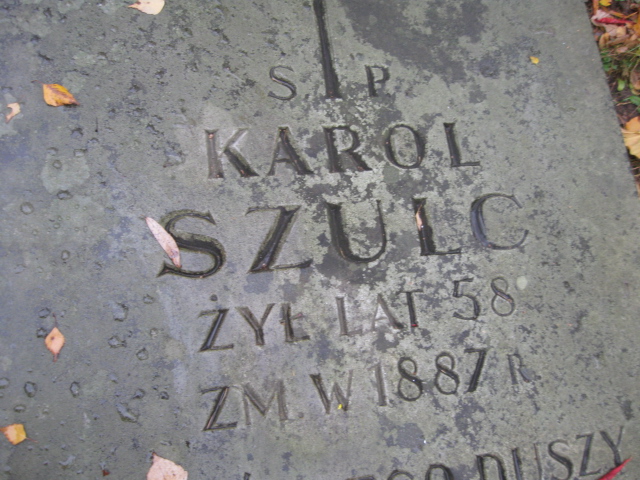 S P
KAROL
SZULC
ŻYŁ LAT 58
ZM. W 1887 R
DUSZY